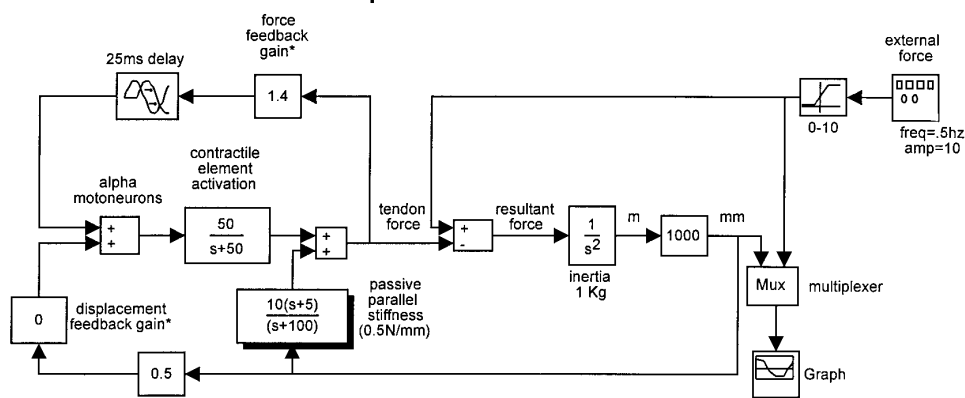 force
feedback
gain*
25ms delay
1.4
external
force
0-10
freq=.5hz
amp=10
contractile
element
activation
alpha
motoneurons
+
+
50
s+50
+
+
tendon
force
+
-
resultant
force
1
s²
m
1000
mm
inertia
1 Kg
Mux
multiplexer
10(s+5)
(s+100)
passive
parallel
stiffness
(0.5N/mm)
0
displacement
feedback gain*
0.5
Graph